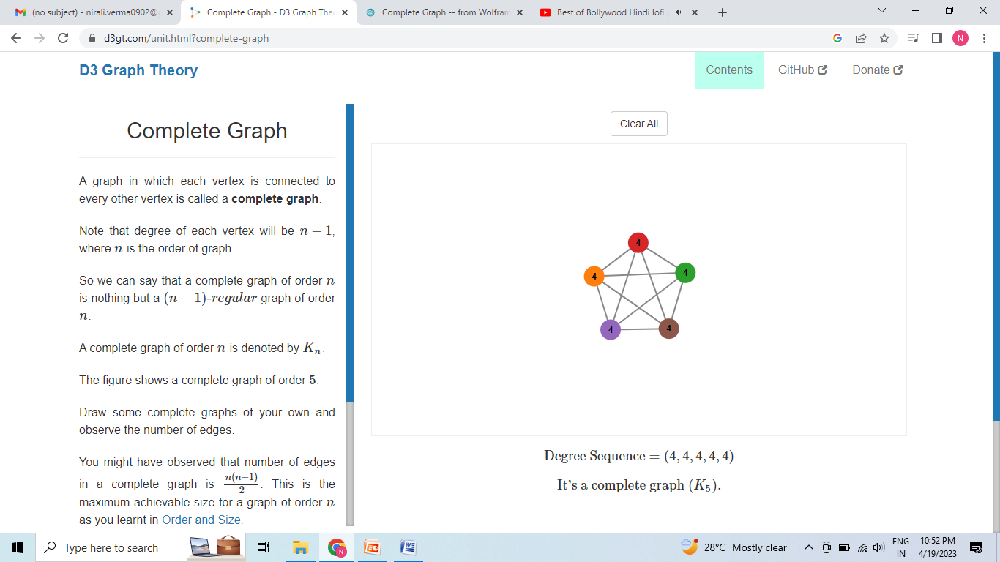 (no subject) - nirali.verma0902@
Complete Graph - D3 Graph Theo
Complete Graph -- from Wolfram
Best of Bollywood Hindi lofi
d3gt.com/unit.html?complete-graph
N
D3 Graph Theory
Contents
GitHub
Donate
Complete Graph
A graph in which each vertex is connected to
every other vertex is called a complete graph.
Note that degree of each vertex will be n − 1,
where n is the order of graph.
So we can say that a complete graph of order n
is nothing but a (n − 1)-regular graph of order
n.
A complete graph of order n is denoted by Kₙ.
The figure shows a complete graph of order 5.
Draw some complete graphs of your own and
observe the number of edges.
You might have observed that number of edges
in a complete graph is n(n−1)/2. This is the
maximum achievable size for a graph of order n
as you learnt in Order and Size.
Clear All
4
4
4
4
4
Degree Sequence = (4, 4, 4, 4, 4)
It's a complete graph (K₅).
Type here to search
N
28°C Mostly clear
ENG
IN
10:52 PM
4/19/2023